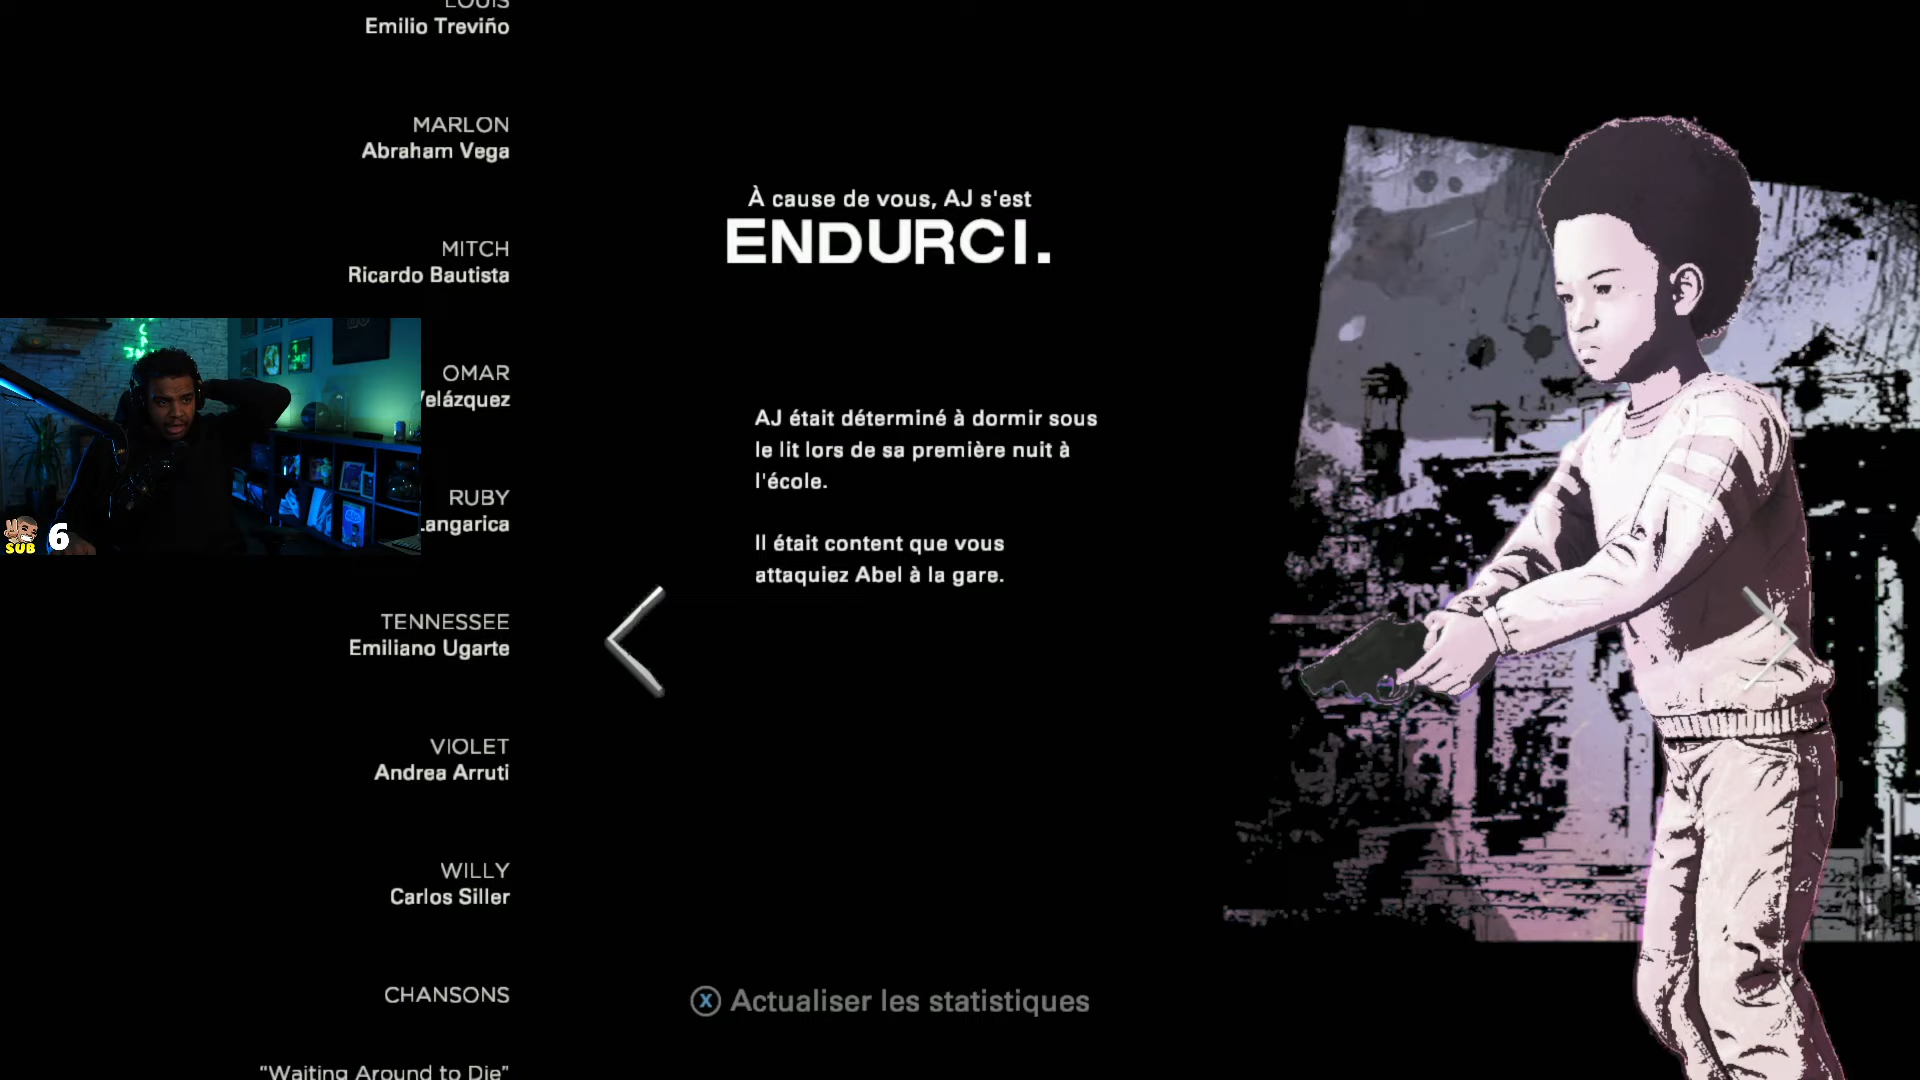 LOUIS
Emilio Treviño
MARLON
Abraham Vega
MITCH
Ricardo Bautista
OMAR
Velázquez
RUBY
Langarica
TENNESSEE
Emiliano Ugarte
VIOLET
Andrea Arruti
WILLY
Carlos Siller
CHANSONS
“Waiting Around to Die”
SUB 6
À cause de vous, AJ s'est
ENDURCI.
AJ était déterminé à dormir sous
le lit lors de sa première nuit à
l'école.
Il était content que vous
attaquiez Abel à la gare.
X Actualiser les statistiques